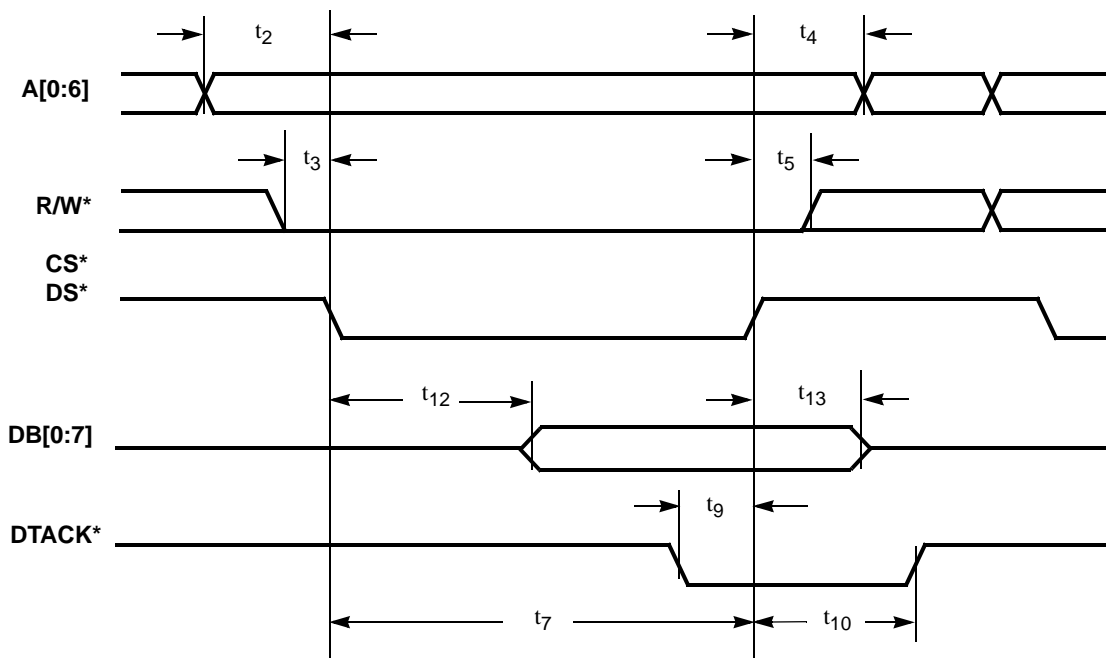 t2
t4
A[0:6]
t3
t5
R/W*
CS*
DS*
t12
t13
DB[0:7]
t9
DTACK*
t7
t10